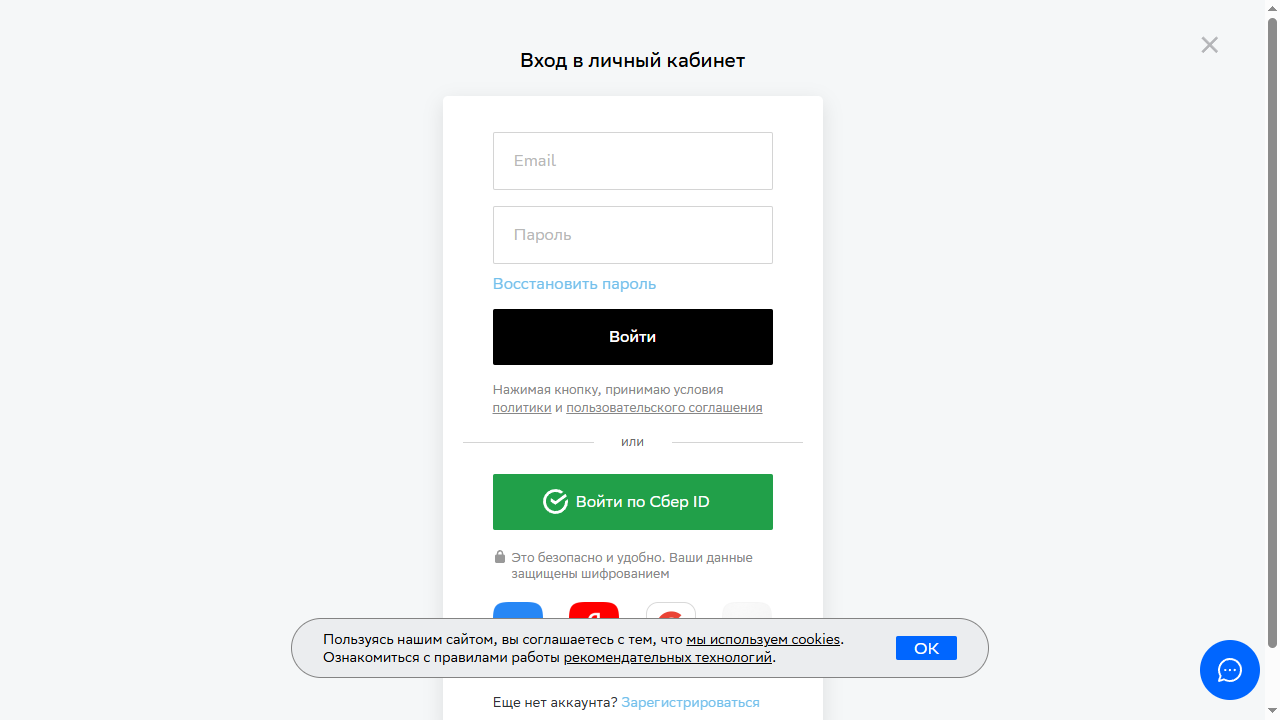 Вход в личный кабинет
Email
Пароль
Восстановить пароль
Войти
Нажимая кнопку, принимаю условия
политики и пользовательского соглашения
или
Войти по Сбер ID
Это безопасно и удобно. Ваши данные
защищены шифрованием
Пользуясь нашим сайтом, вы соглашаетесь с тем, что мы используем cookies.
Ознакомиться с правилами работы рекомендательных технологий.
OK
Еще нет аккаунта? Зарегистрироваться